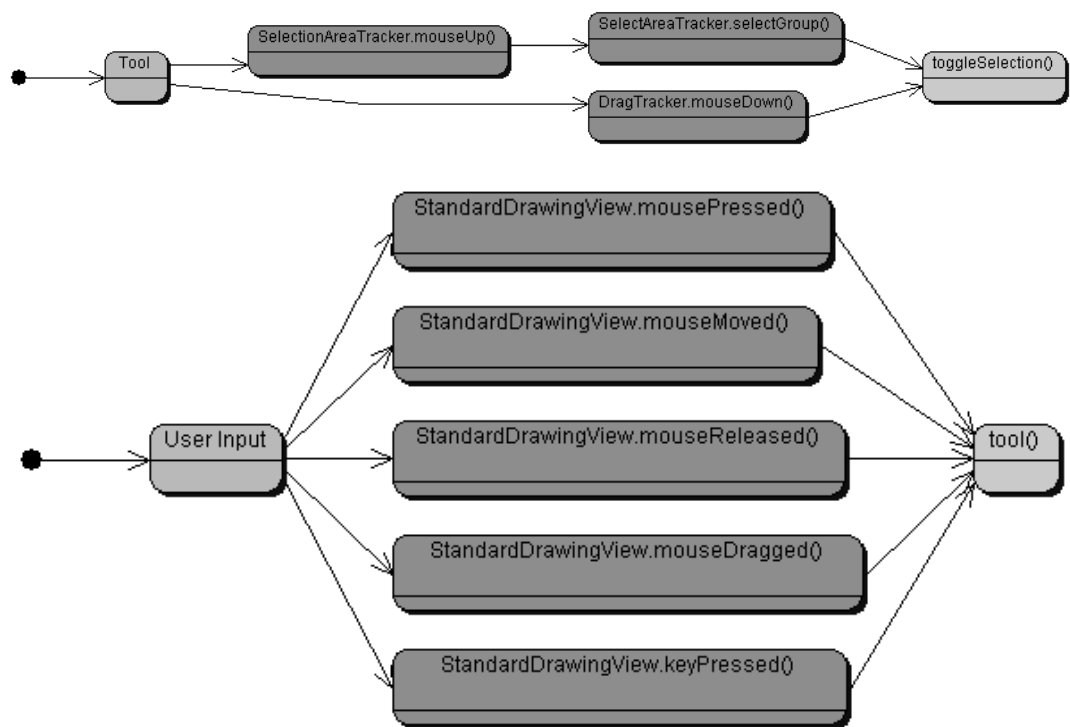 SelectionAreaTracker.mouseUp()
SelectAreaTracker.selectGroup()
Tool
toggleSelection()
DragTracker.mouseDown()
StandardDrawingView.mousePressed()
StandardDrawingView.mouseMoved()
User Input
StandardDrawingView.mouseReleased()
tool()
StandardDrawingView.mouseDragged()
StandardDrawingView.keyPressed()